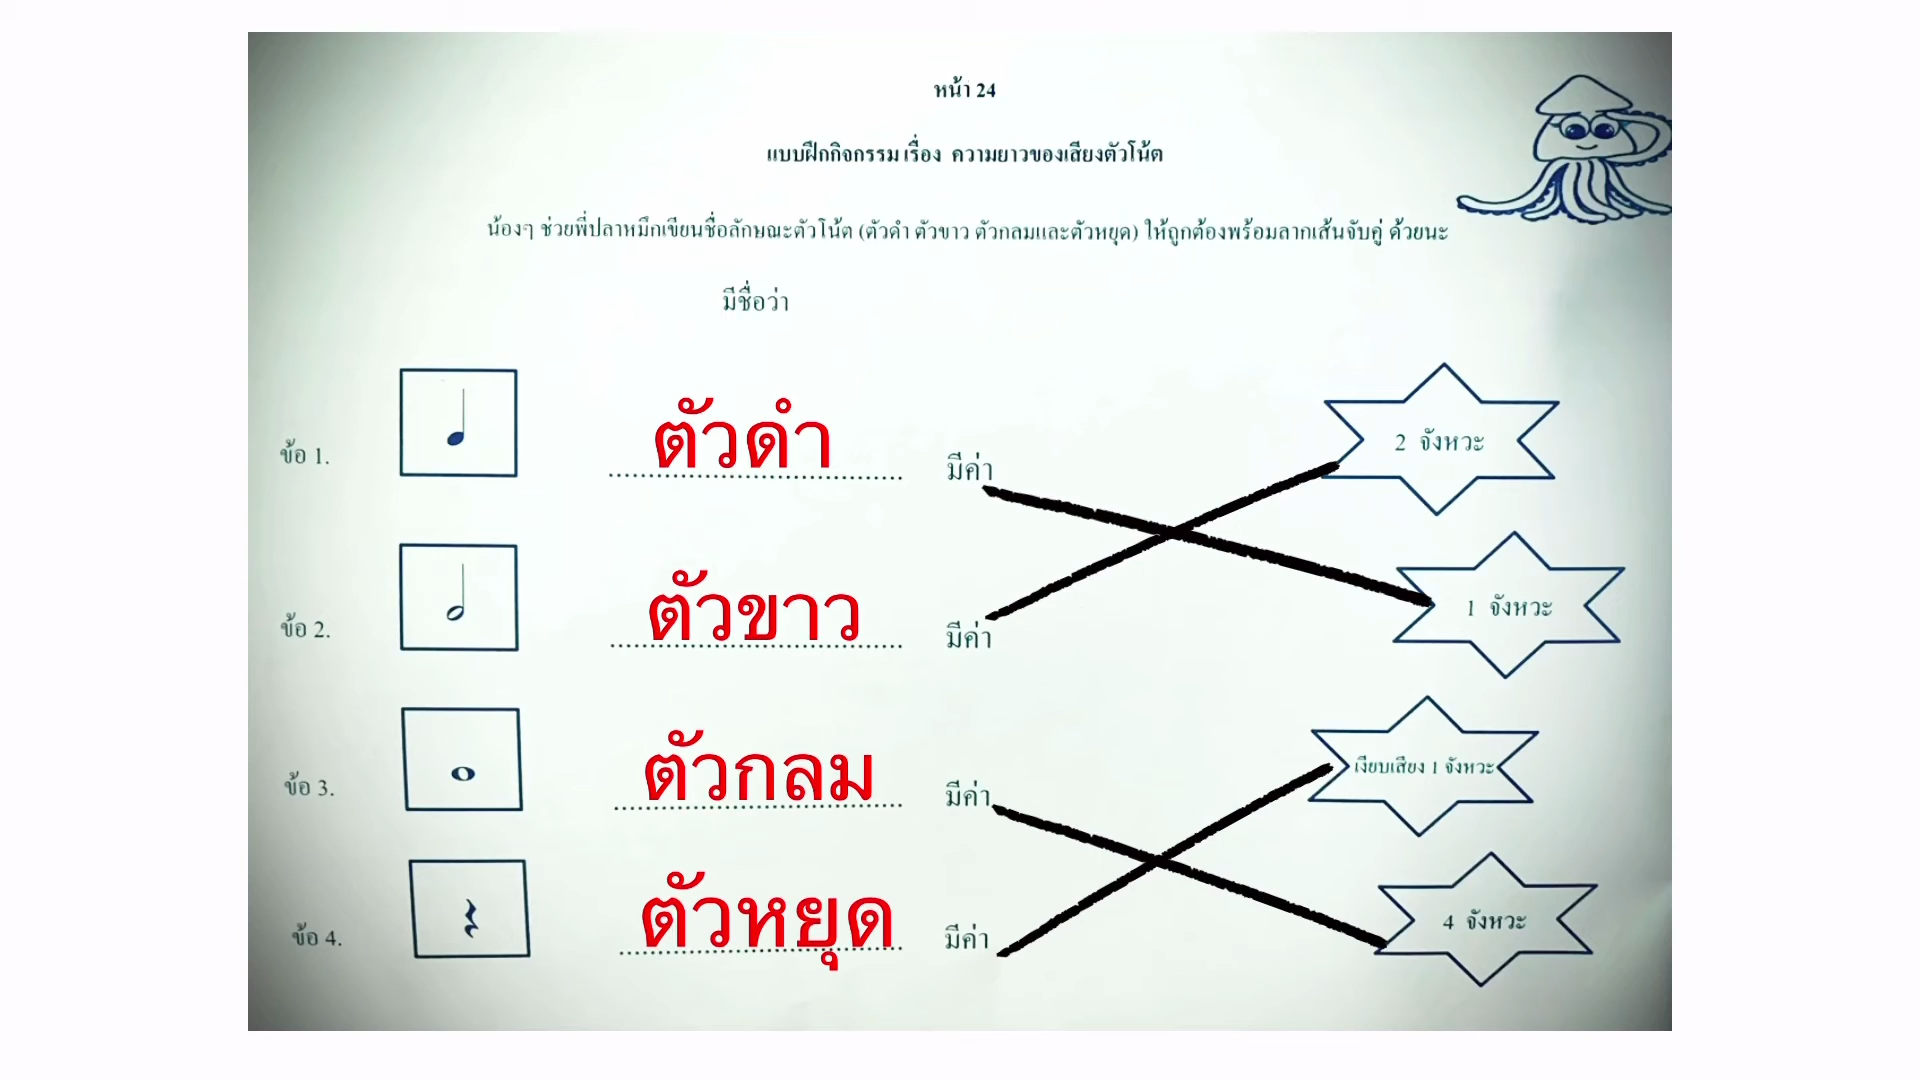 หน้า 24
แบบฝึกกิจกรรม เรื่อง ความยาวของเสียงตัวโน้ต
น้องๆ ช่วยพี่ปลาหมึกเขียนชื่อลักษณะตัวโน้ต (ตัวดำ ตัวขาว ตัวกลมและตัวหยุด) ให้ถูกต้องพร้อมลากเส้นจับคู่ ด้วยนะ
มีชื่อว่า
ข้อ 1. ตัวดำ มีค่า 2 จังหวะ
ข้อ 2. ตัวขาว มีค่า 1 จังหวะ
ข้อ 3. ตัวกลม มีค่า เงียบเสียง 1 จังหวะ
ข้อ 4. ตัวหยุด มีค่า 4 จังหวะ